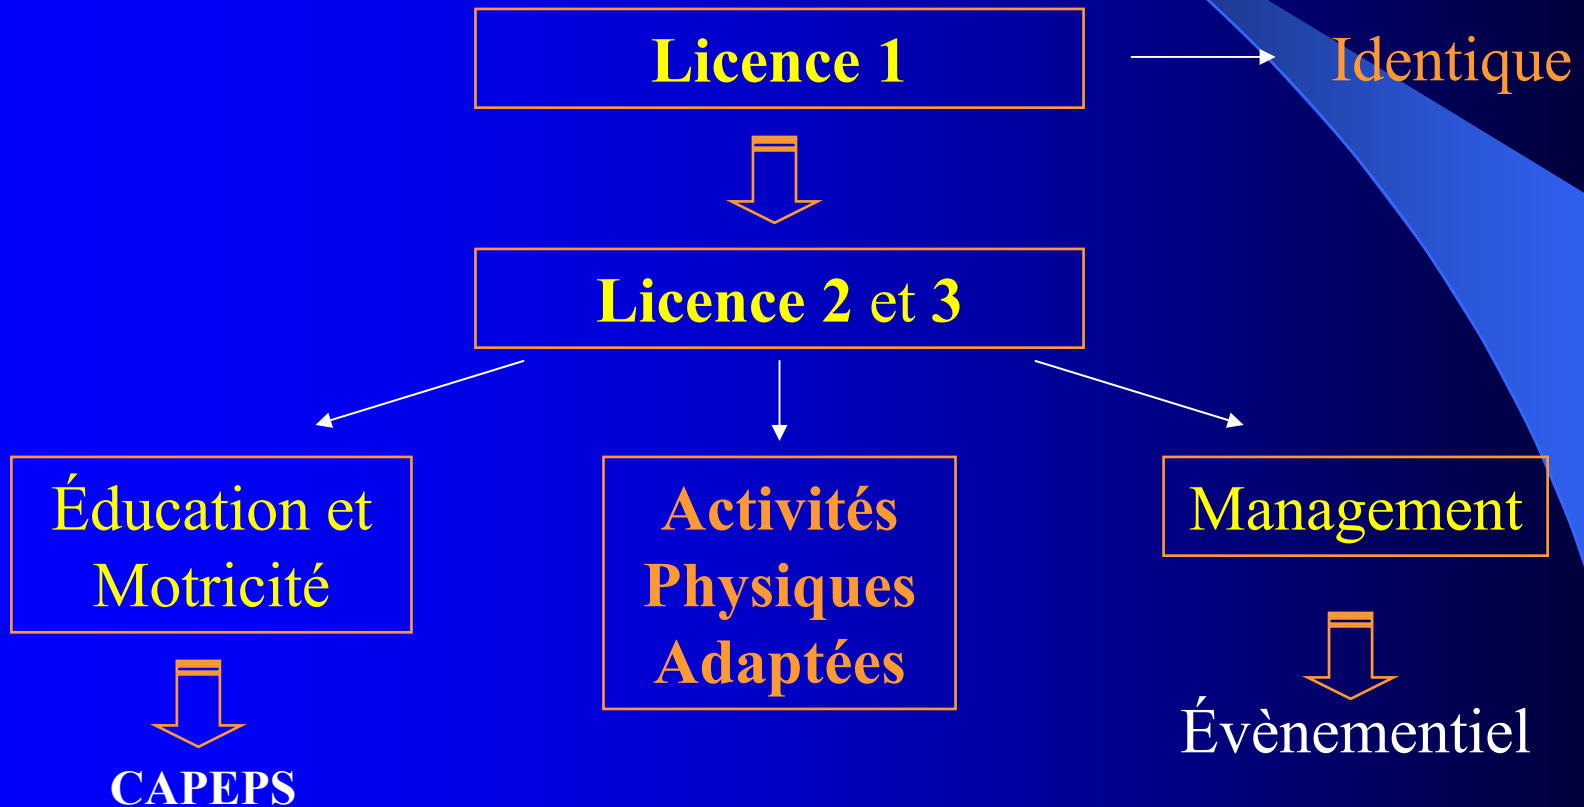 Licence 1
Identique
Licence 2 et 3
Éducation et
Motricité
Activités
Physiques
Adaptées
Management
CAPEPS
Évènementiel